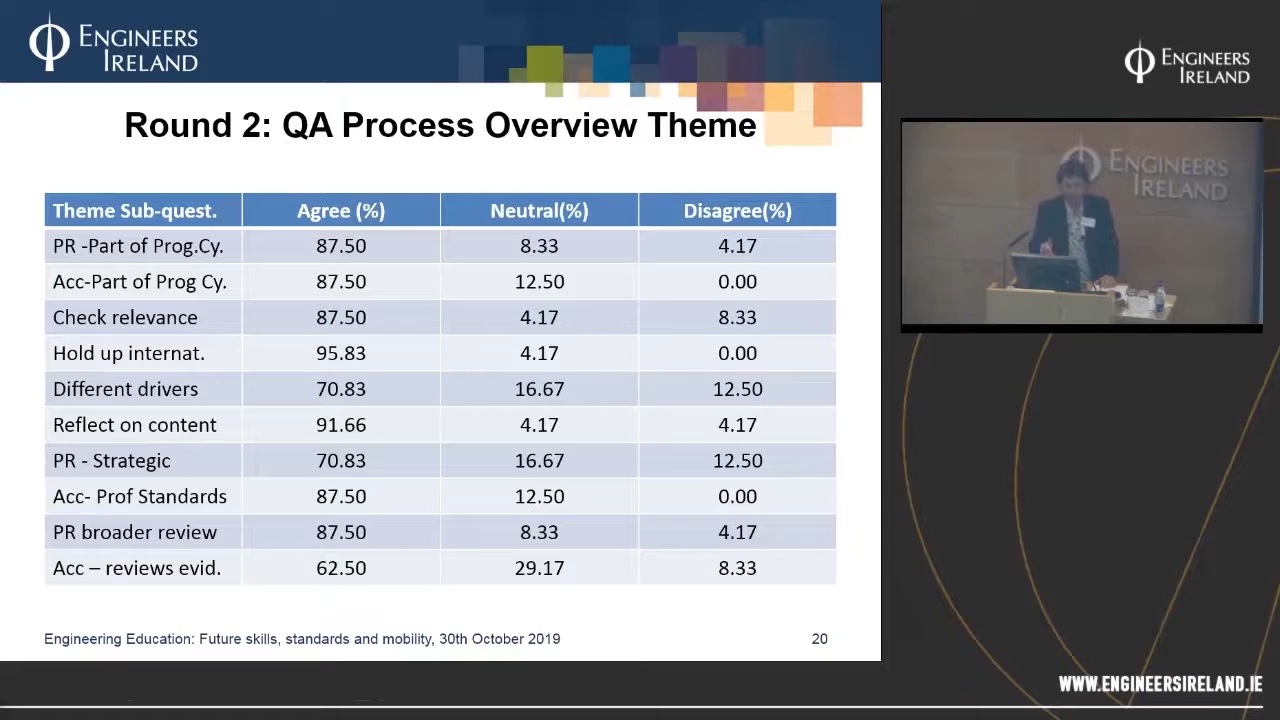 ENGINEERS
IRELAND
Round 2: QA Process Overview Theme
Theme Sub-quest. Agree (%) Neutral(%) Disagree(%)
PR -Part of Prog.Cy. 87.50 8.33 4.17
Acc-Part of Prog Cy. 87.50 12.50 0.00
Check relevance 87.50 4.17 8.33
Hold up internat. 95.83 4.17 0.00
Different drivers 70.83 16.67 12.50
Reflect on content 91.66 4.17 4.17
PR - Strategic 70.83 16.67 12.50
Acc- Prof Standards 87.50 12.50 0.00
PR broader review 87.50 8.33 4.17
Acc – reviews evid. 62.50 29.17 8.33
Engineering Education: Future skills, standards and mobility, 30th October 2019 20
ENGINEERS
IRELAND
ENGINEERS
IRELAND
WWW.ENGINEERSIRELAND.IE